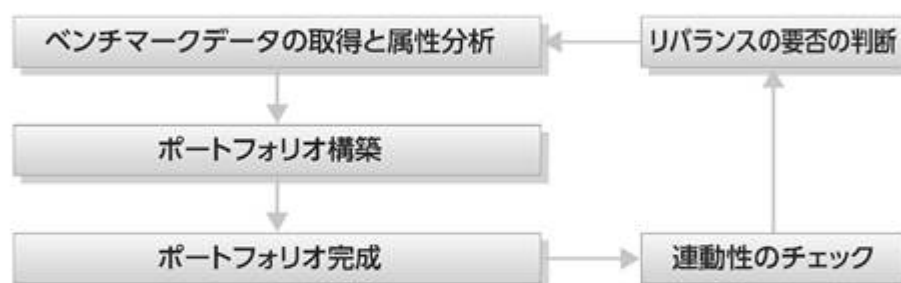 ベンチマークデータの取得と属性分析
リバランスの要否の判断
ポートフォリオ構築
ポートフォリオ完成
連動性のチェック